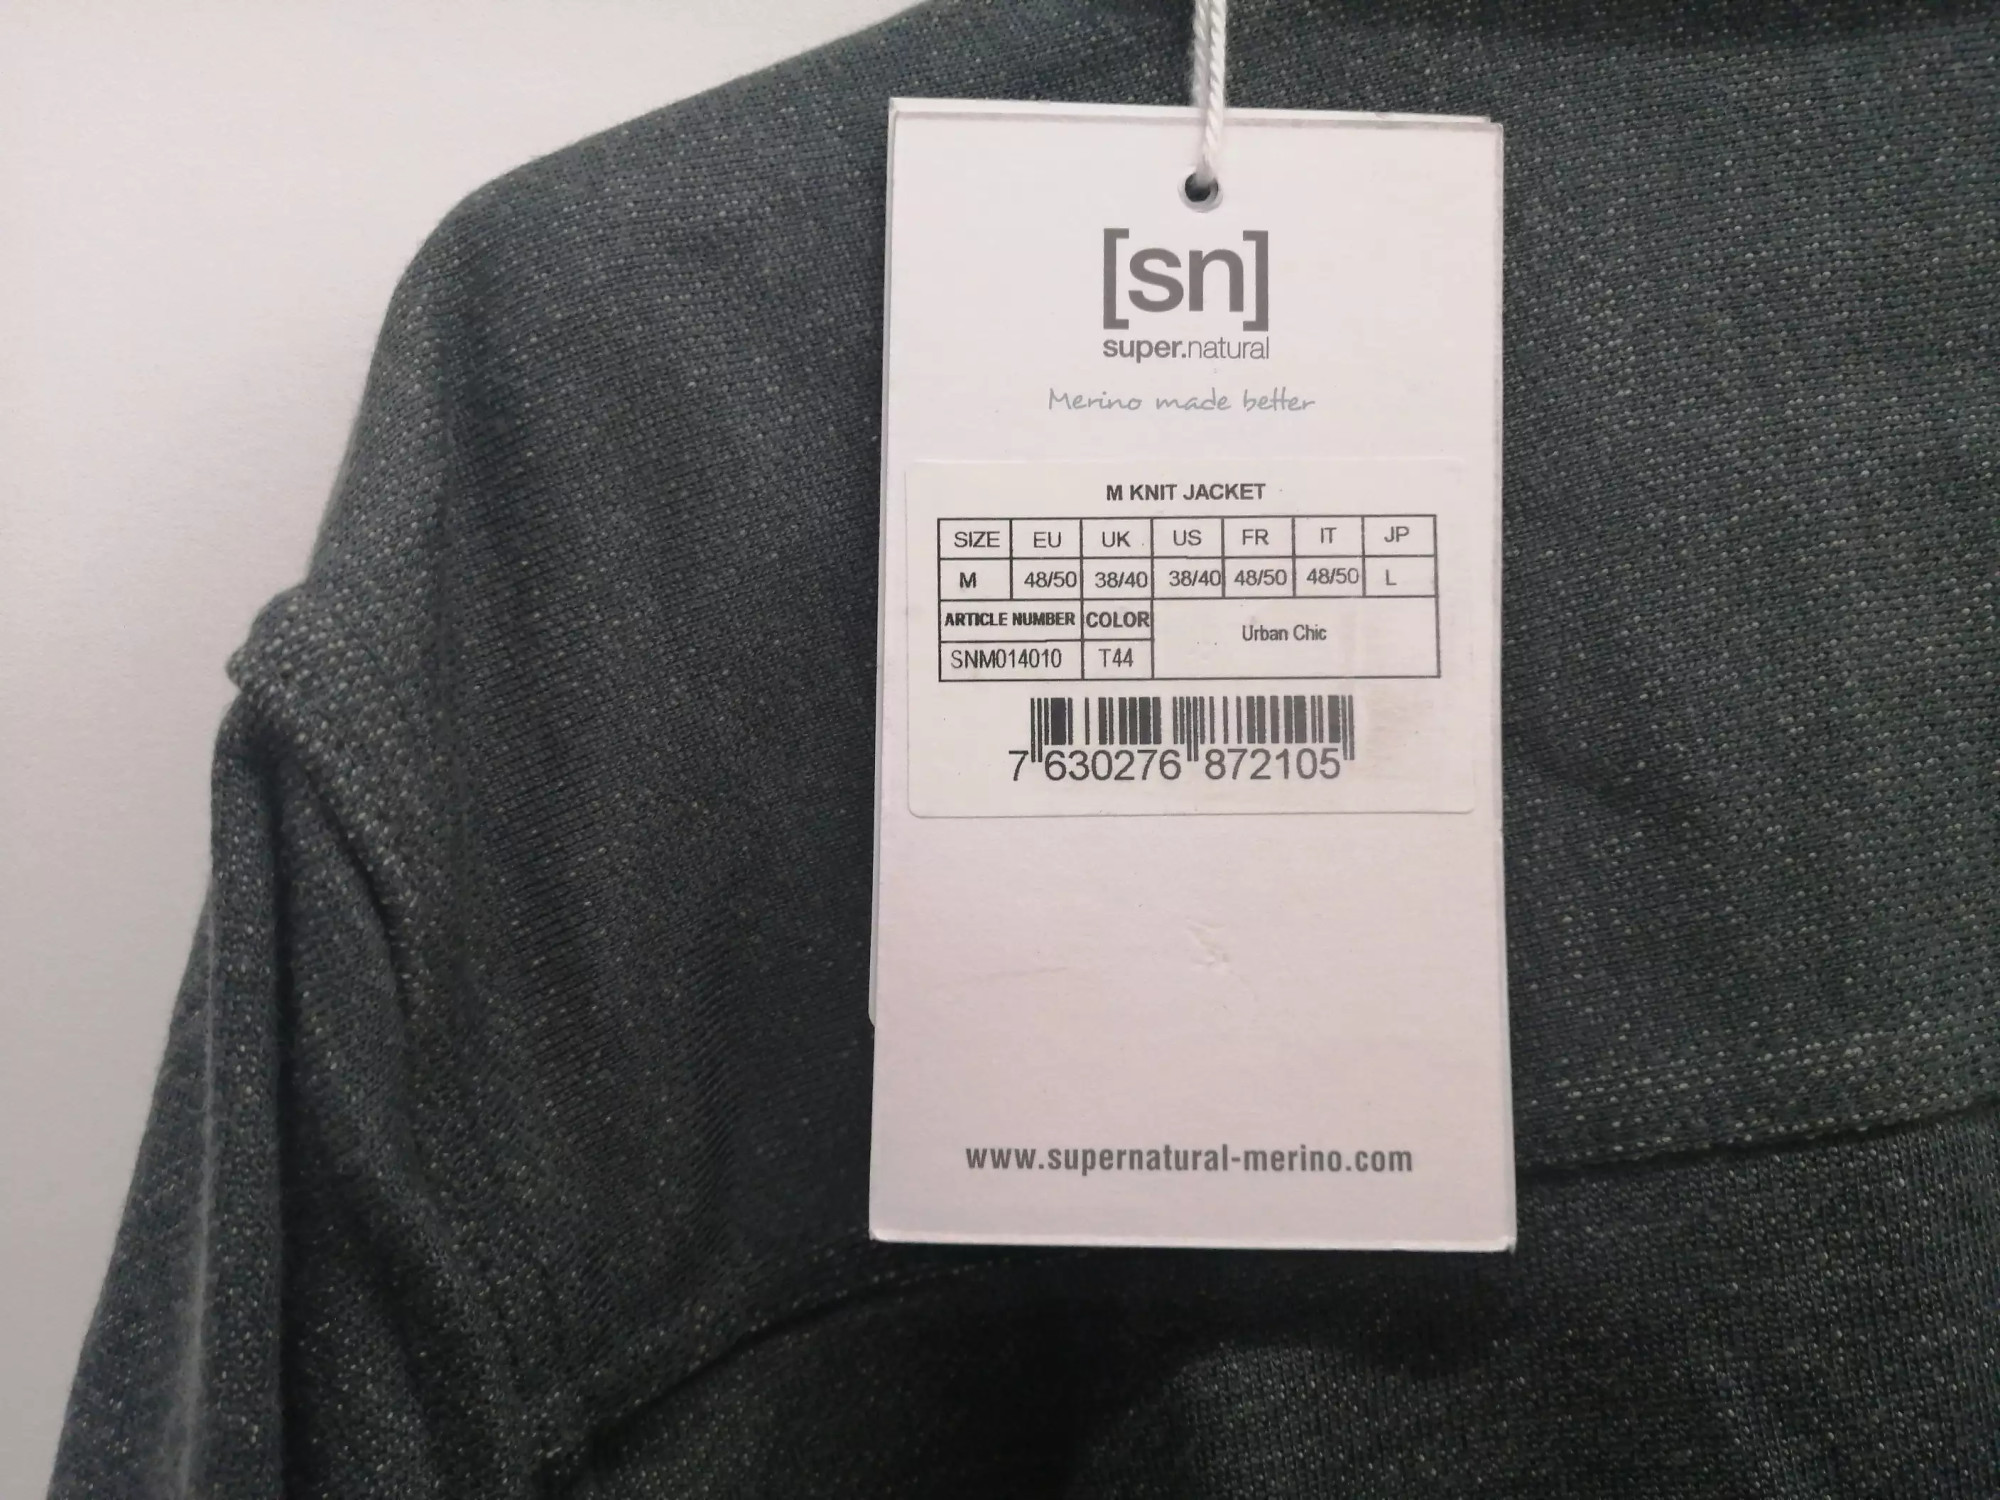 [sn]
super.natural
Merino made better
M KNIT JACKET
SIZE EU UK US FR IT JP
M 48/50 38/40 38/40 48/50 48/50 L
ARTICLE NUMBER COLOR Urban Chic
SNM014010 T44
7 630276 872105
www.supernatural-merino.com